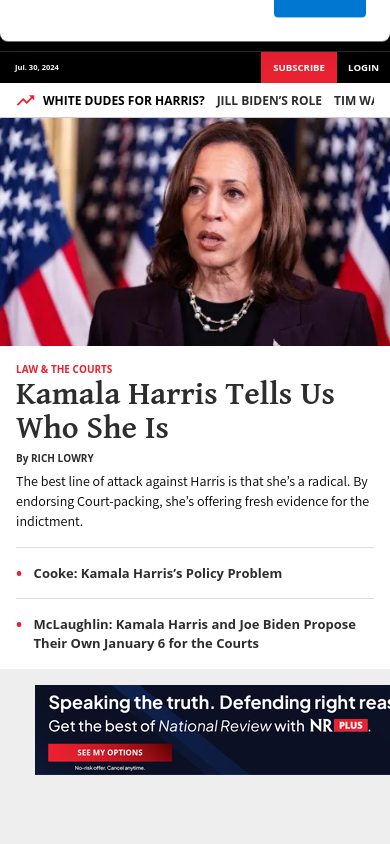 Jul. 30, 2024
SUBSCRIBE
LOGIN
WHITE DUDES FOR HARRIS? JILL BIDEN'S ROLE TIM
LAW & THE COURTS
Kamala Harris Tells Us
Who She Is
By RICH LOWRY
The best line of attack against Harris is that she's a radical. By
endorsing Court-packing, she's offering fresh evidence for the
indictment.
Cooke: Kamala Harris's Policy Problem
McLaughlin: Kamala Harris and Joe Biden Propose
Their Own January 6 for the Courts
Speaking the truth. Defending right
Get the best of National Review with NR PLUS.
SEE MY OPTIONS
No-risk offer. Cancel anytime.